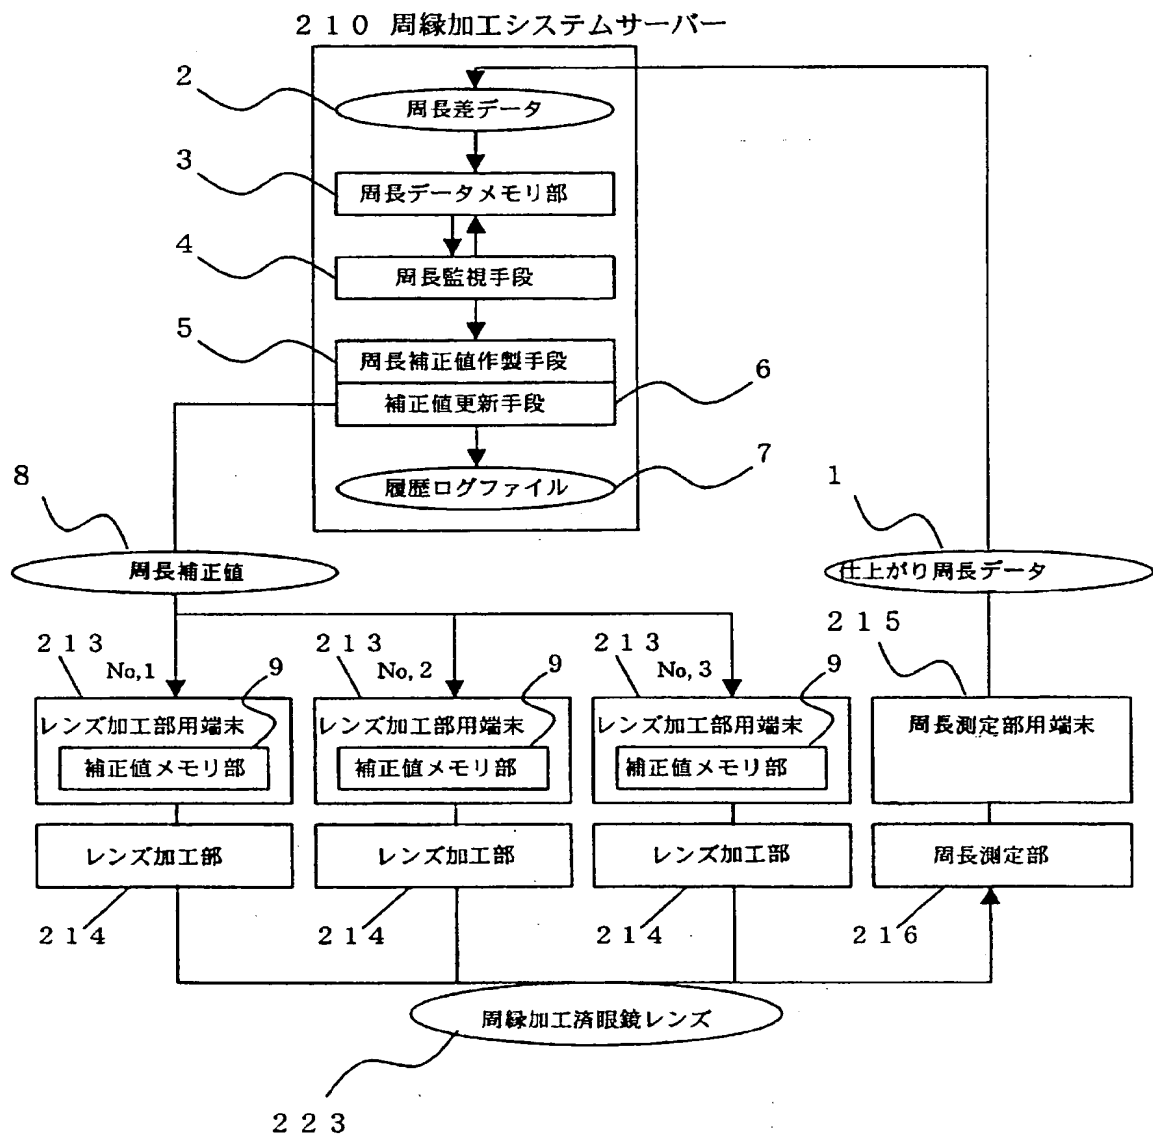 ２１０ 周縁加工システムサーバー
２
周長差データ
３
周長データメモリ部
４
周長監視手段
５
周長補正値作製手段
６
補正値更新手段
７
履歴ログファイル
８
周長補正値
１
仕上がり周長データ
２１３
No,1
９
レンズ加工部用端末
補正値メモリ部
レンズ加工部
２１４
２１３
No,2
９
レンズ加工部用端末
補正値メモリ部
レンズ加工部
２１４
２１３
No,3
９
レンズ加工部用端末
補正値メモリ部
レンズ加工部
２１４
２１５
周長測定部用端末
周長測定部
２１６
周縁加工済眼鏡レンズ
２２３